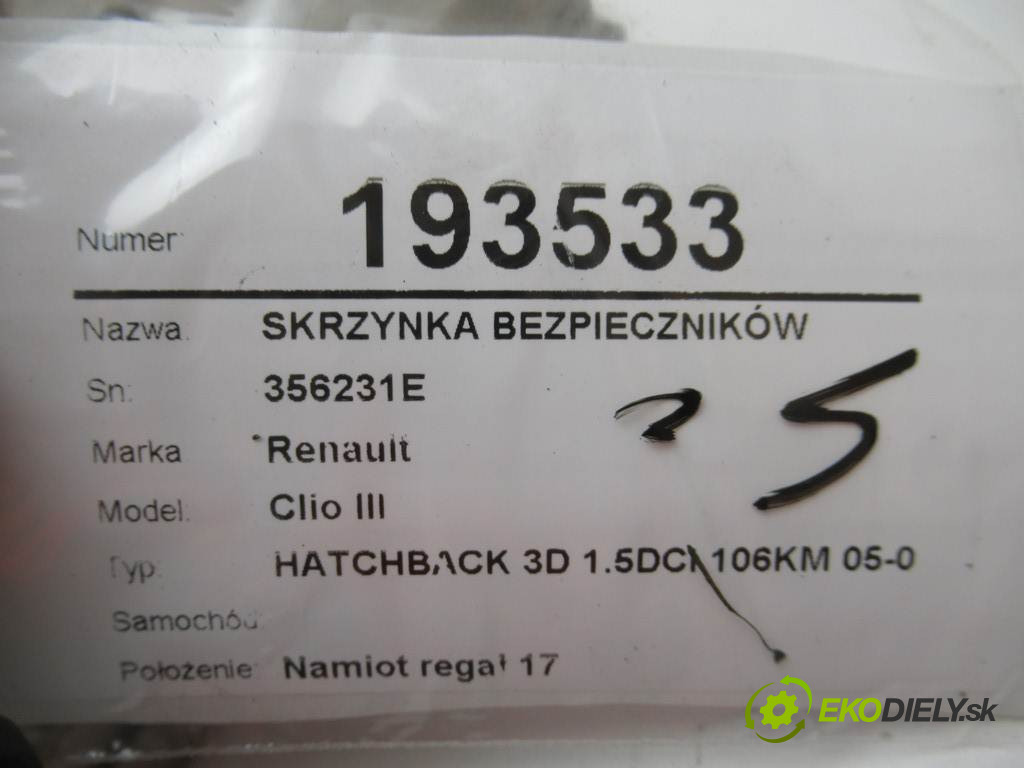 Numer 193533
Nazwa. SKRZYNKA BEZPIECZNIKÓW
Sn: 356231E
Marka Renault
Model: Clio III
Typ: HATCHBACK 3D 1.5DCI 106KM 05-0
Samochód:
Położenie: Namiot regał 17
25
EKODIELY.sk